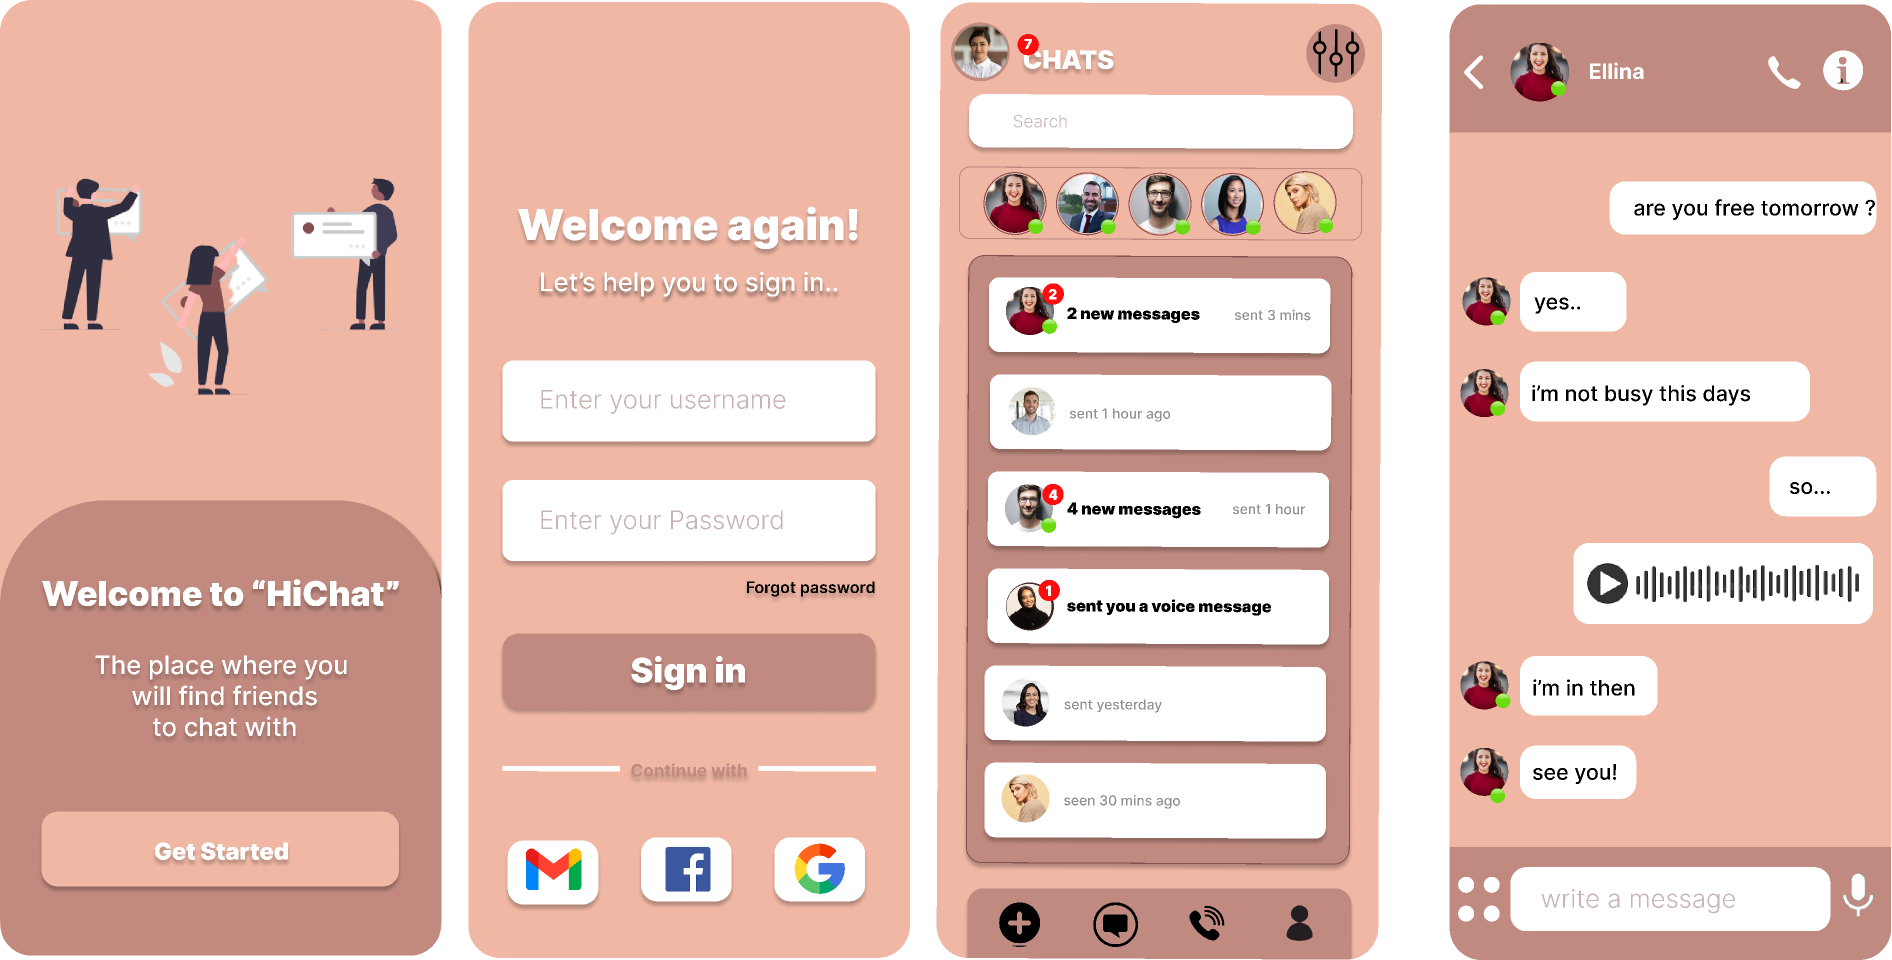 Welcome to “HiChat”
The place where you
will find friends
to chat with
Get Started
Welcome again!
Let’s help you to sign in..
Enter your username
Enter your Password
Forgot password
Sign in
Continue with
7
CHATS
Search
2
2 new messages
sent 3 mins
sent 1 hour ago
4
4 new messages
sent 1 hour
1
sent you a voice message
sent yesterday
seen 30 mins ago
Ellina
are you free tomorrow ?
yes..
i’m not busy this days
so...
i’m in then
see you!
write a message